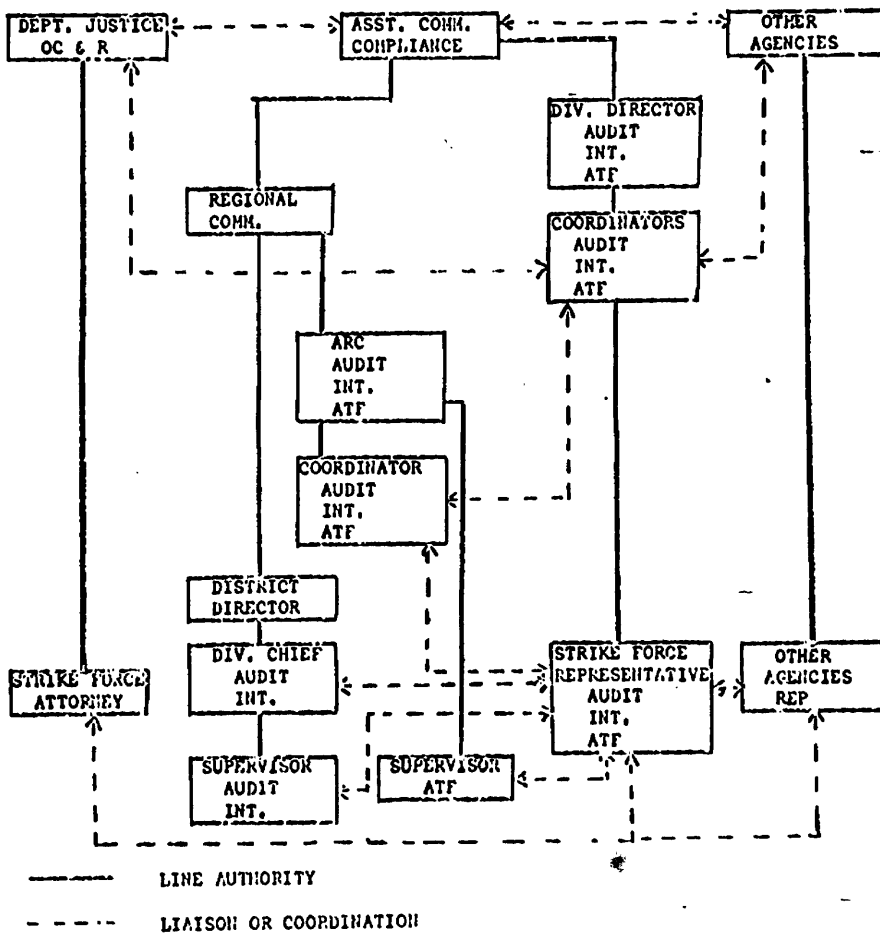 DEPT. JUSTICE
OC & R
ASST. COMM.
COMPLIANCE
OTHER
AGENCIES
DIV. DIRECTOR
AUDIT
INT.
ATF
REGIONAL
COMM.
COORDINATORS
AUDIT
INT.
ATF
ARC
AUDIT
INT.
ATF
COORDINATOR
AUDIT
INT.
ATF
DISTRICT
DIRECTOR
STRIKE FORCE
ATTORNEY
DIV. CHIEF
AUDIT
INT.
STRIKE FORCE
REPRESENTATIVE
AUDIT
INT.
ATF
OTHER
AGENCIES
REP
SUPERVISOR
AUDIT
INT.
SUPERVISOR
ATF
LINE AUTHORITY
LIAISON OR COORDINATION